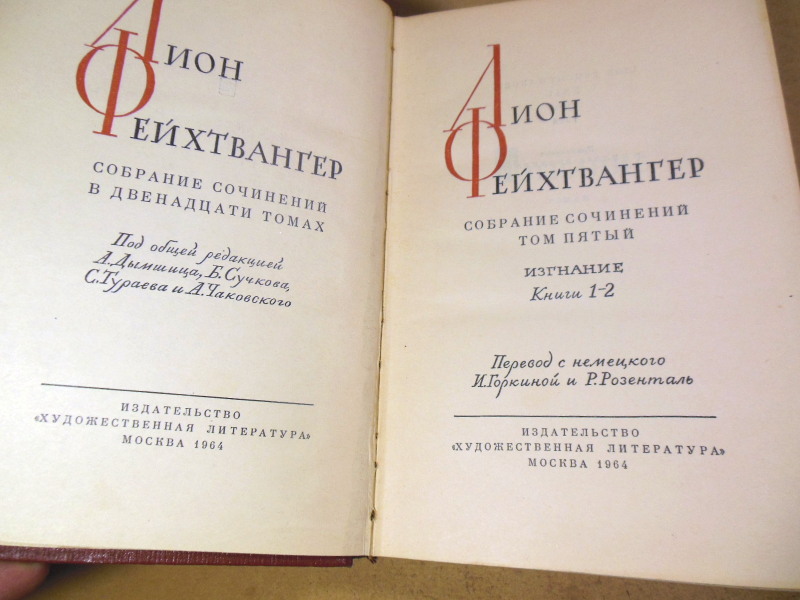 Лион
Фейхтвангер
СОБРАНИЕ СОЧИНЕНИЙ
В ДВЕНАДЦАТИ ТОМАХ
Под общей редакцией
А.Дымшица, Б.Сучкова,
С.Тураева и А.Чаковского
ИЗДАТЕЛЬСТВО
«ХУДОЖЕСТВЕННАЯ ЛИТЕРАТУРА»
МОСКВА 1964
Лион
Фейхтвангер
СОБРАНИЕ СОЧИНЕНИЙ
ТОМ ПЯТЫЙ
ИЗГНАНИЕ
Книги 1-2
Перевод с немецкого
И.Горкиной и Р.Розенталь
ИЗДАТЕЛЬСТВО
«ХУДОЖЕСТВЕННАЯ ЛИТЕРАТУРА»
МОСКВА 1964